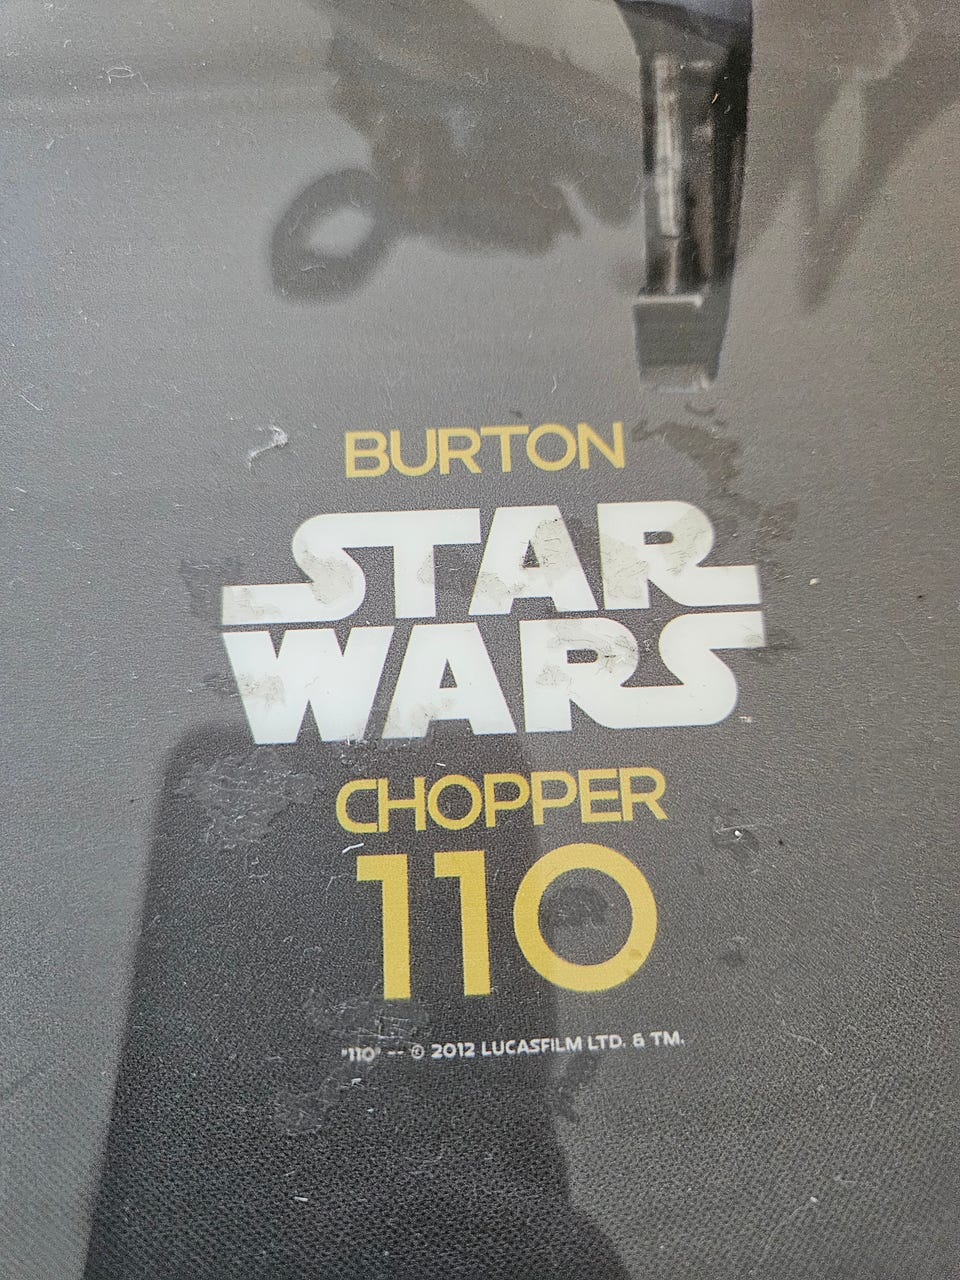 BURTON
STAR
WARS
CHOPPER
110
"110" -- © 2012 LUCASFILM LTD. & TM.